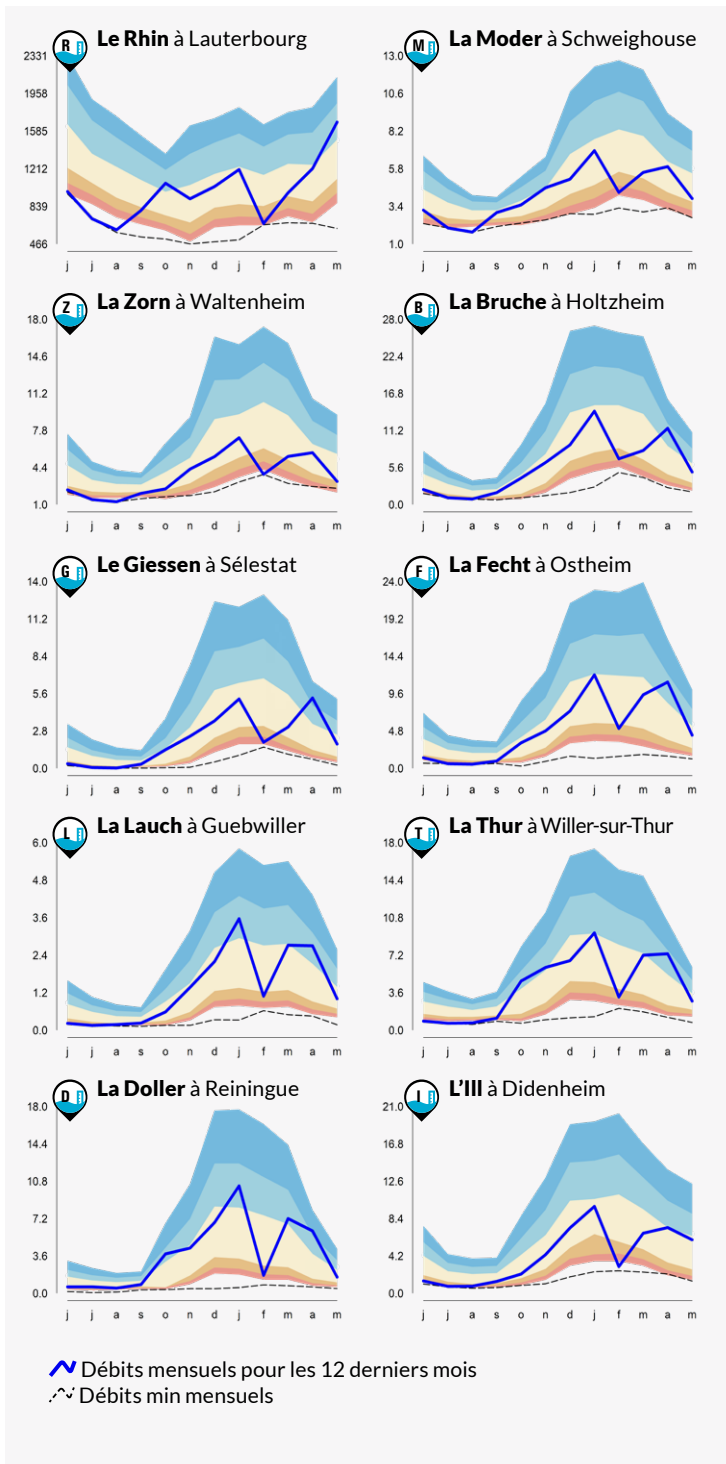 R Le Rhin à Lauterbourg
2331
1958
1585
1212
839
466
j j a s o n d j f m a m
M La Moder à Schweighouse
13.0
10.6
8.2
5.8
3.4
1.0
j j a s o n d j f m a m
Z La Zorn à Waltenheim
18.0
14.6
11.2
7.8
4.4
1.0
j j a s o n d j f m a m
B La Bruche à Holtzheim
28.0
22.4
16.8
11.2
5.6
0.0
j j a s o n d j f m a m
G Le Giessen à Sélestat
14.0
11.2
8.4
5.6
2.8
0.0
j j a s o n d j f m a m
F La Fecht à Ostheim
24.0
19.2
14.4
9.6
4.8
0.0
j j a s o n d j f m a m
L La Lauch à Guebwiller
6.0
4.8
3.6
2.4
1.2
0.0
j j a s o n d j f m a m
T La Thur à Willer-sur-Thur
18.0
14.4
10.8
7.2
3.6
0.0
j j a s o n d j f m a m
D La Doller à Reiningue
18.0
14.4
10.8
7.2
3.6
0.0
j j a s o n d j f m a m
I L'Ill à Didenheim
21.0
16.8
12.6
8.4
4.2
0.0
j j a s o n d j f m a m
Débits mensuels pour les 12 derniers mois
Débits min mensuels